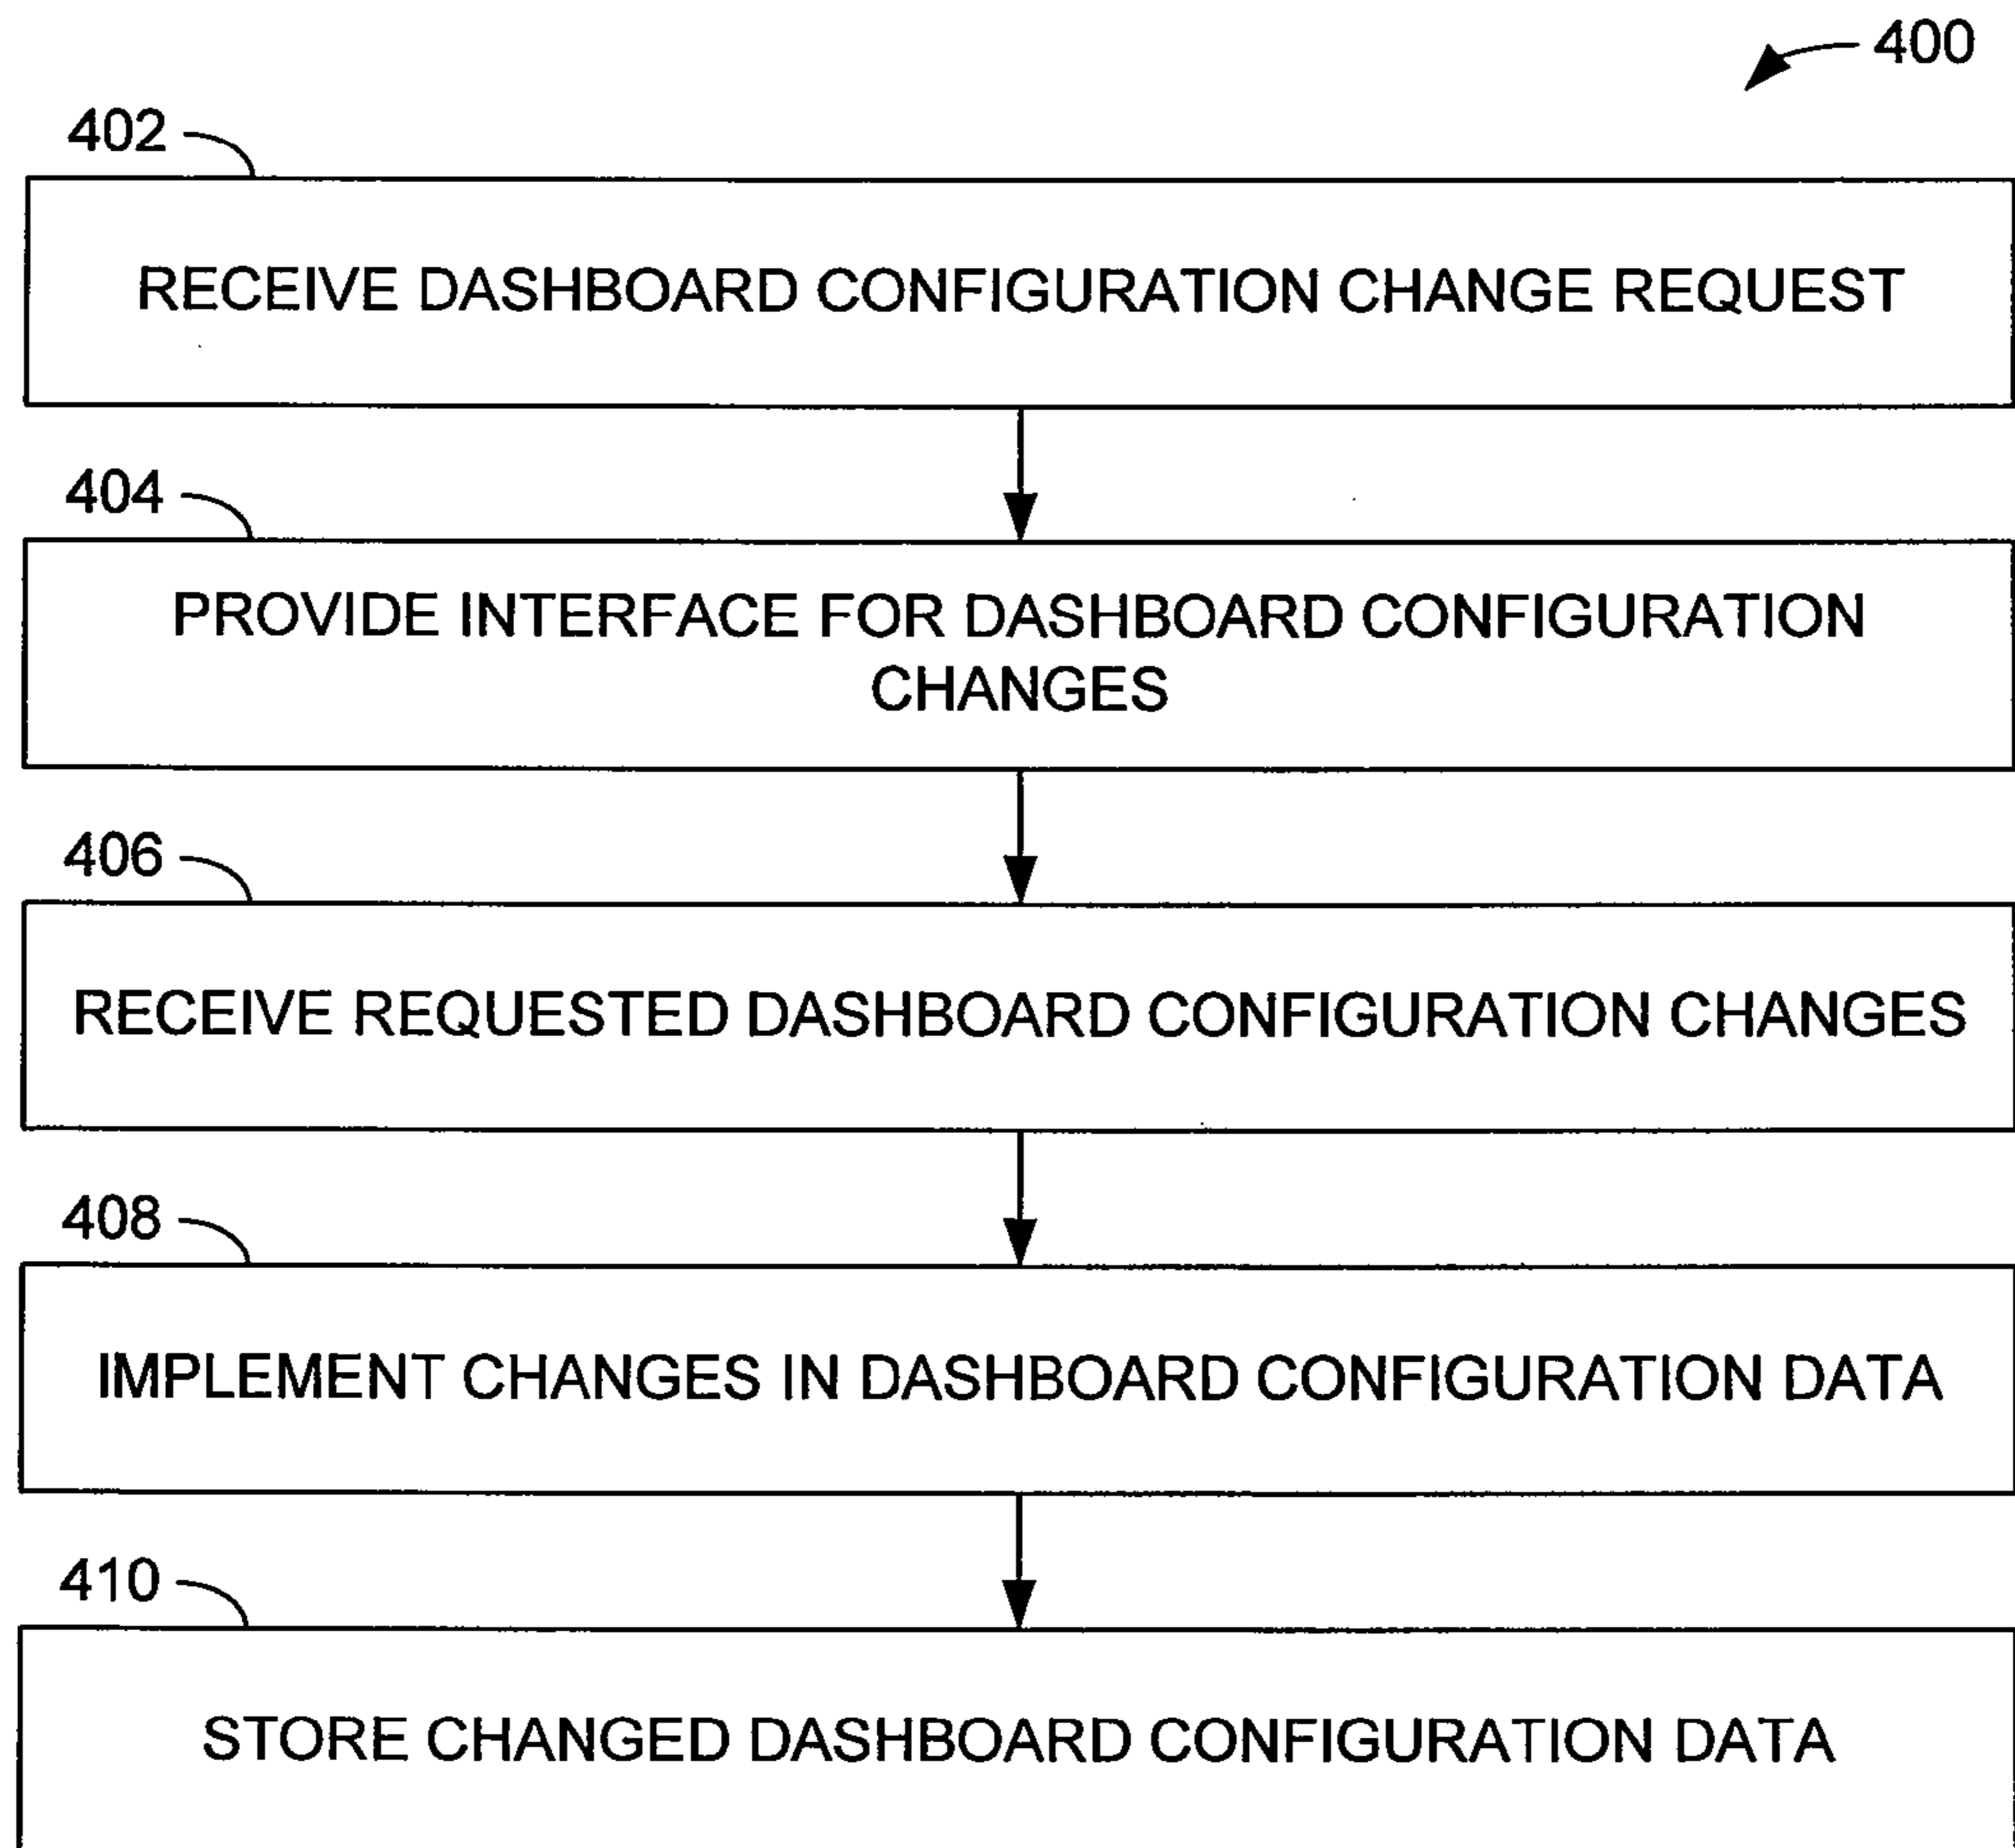 400
402
RECEIVE DASHBOARD CONFIGURATION CHANGE REQUEST
404
PROVIDE INTERFACE FOR DASHBOARD CONFIGURATION
CHANGES
406
RECEIVE REQUESTED DASHBOARD CONFIGURATION CHANGES
408
IMPLEMENT CHANGES IN DASHBOARD CONFIGURATION DATA
410
STORE CHANGED DASHBOARD CONFIGURATION DATA